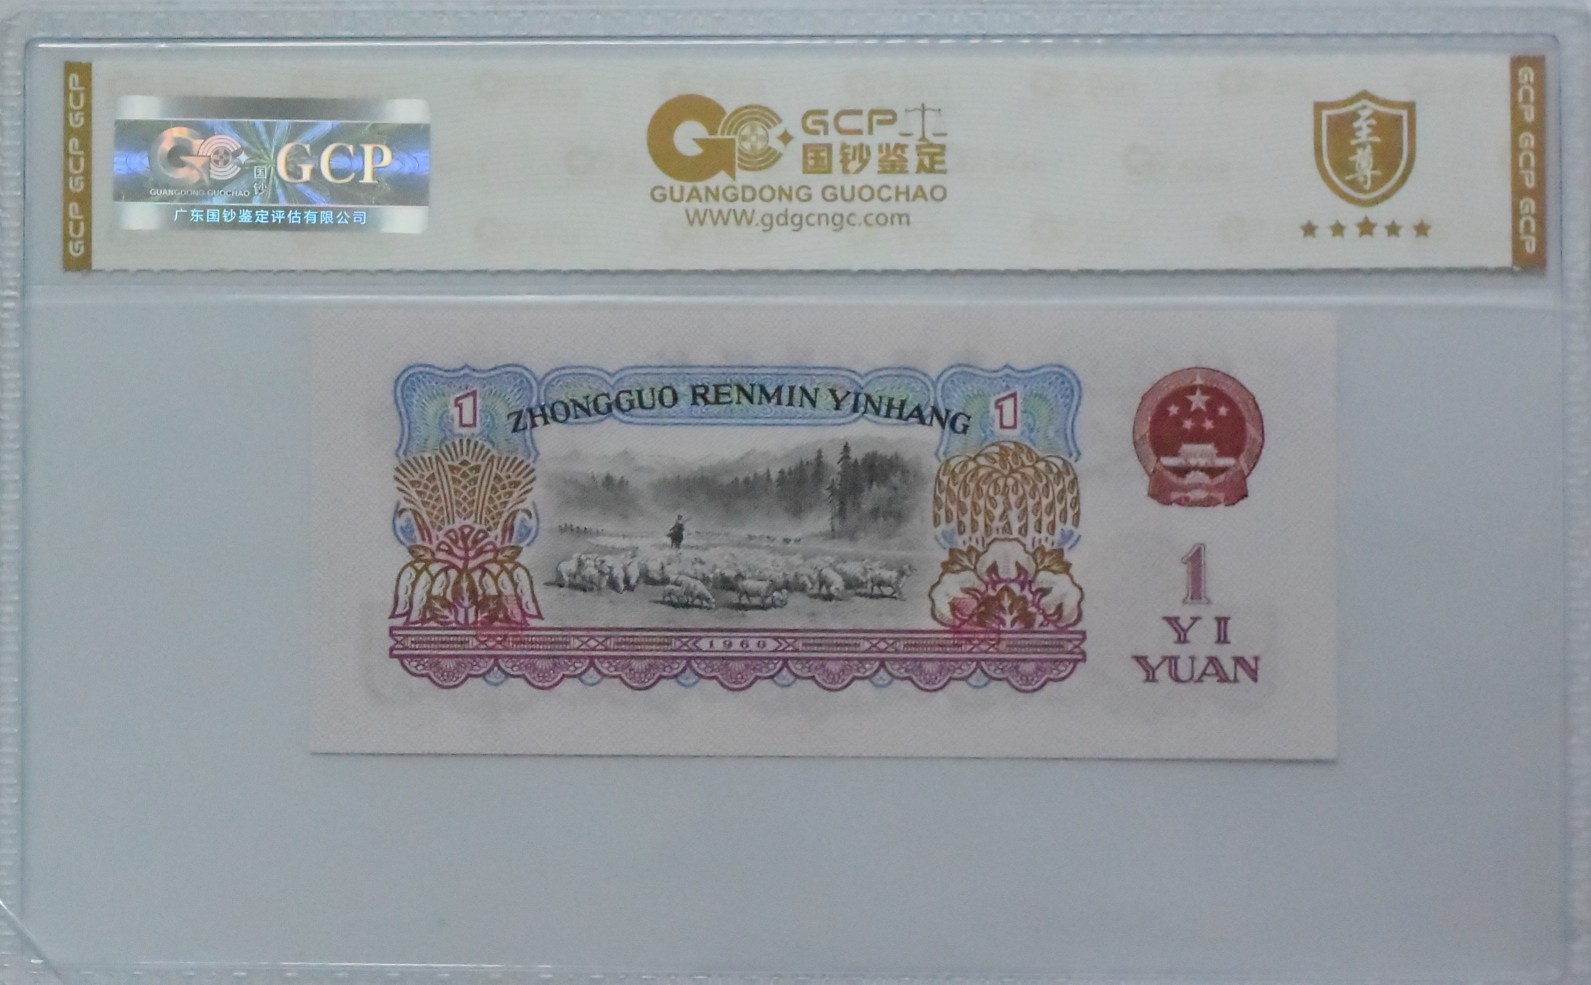 GCP GCP GCP
GCP
国钞
GUANGDONG GUOCHAO
广东国钞鉴定评估有限公司
GCP
国钞鉴定
GUANGDONG GUOCHAO
WWW.gdgcngc.com
至尊
GCP GCP GCP
ZHONGGUO RENMIN YINHANG
1
1
1960
1
YI
YUAN